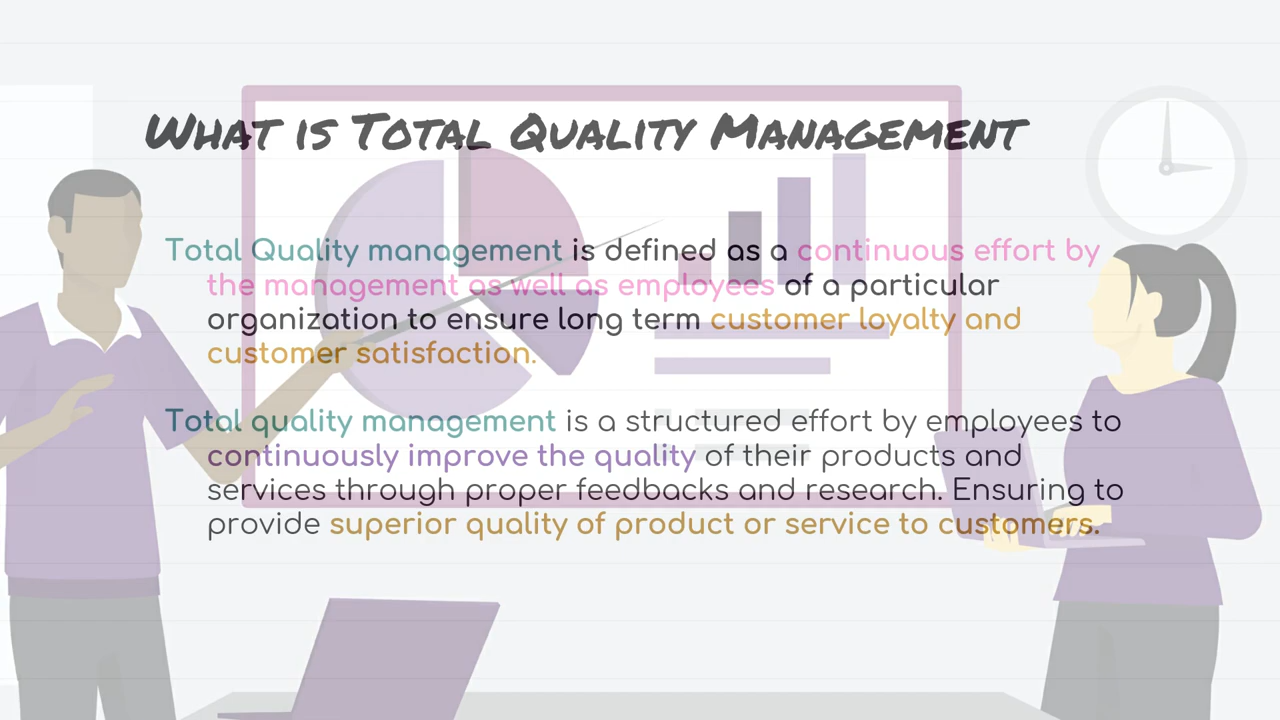 What is Total Quality Management
Total Quality management is defined as a continuous effort by
the management as well as employees of a particular
organization to ensure long term customer loyalty and
customer satisfaction.
Total quality management is a structured effort by employees to
continuously improve the quality of their products and
services through proper feedbacks and research. Ensuring to
provide superior quality of product or service to customers.